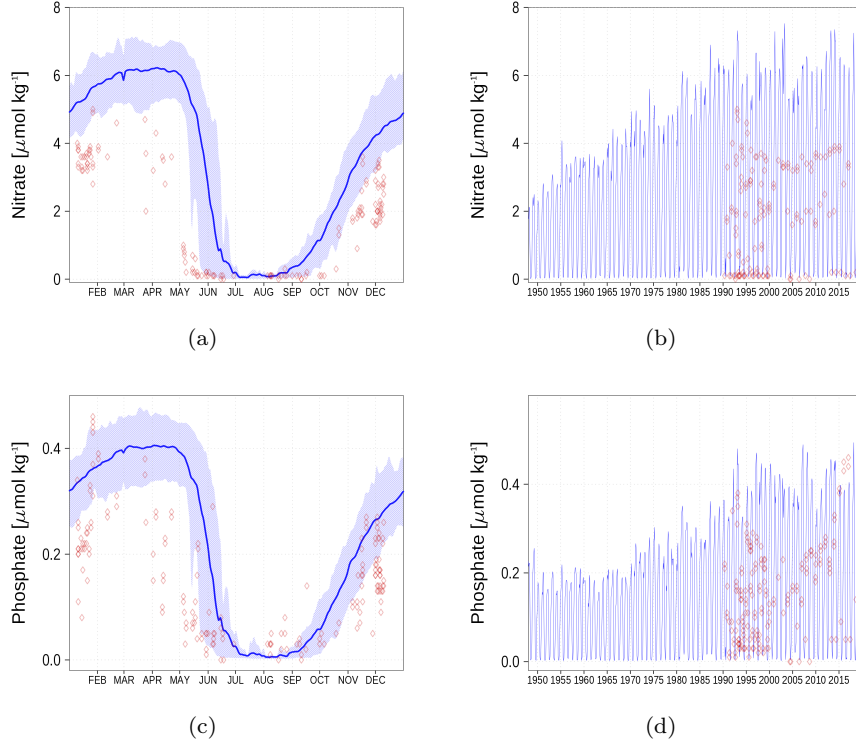 8
6
4
2
0
Nitrate [μmol kg⁻¹]
FEB MAR APR MAY JUN JUL AUG SEP OCT NOV DEC
(a)
8
6
4
2
0
Nitrate [μmol kg⁻¹]
1950 1955 1960 1965 1970 1975 1980 1985 1990 1995 2000 2005 2010 2015
(b)
0.4
0.2
0.0
Phosphate [μmol kg⁻¹]
FEB MAR APR MAY JUN JUL AUG SEP OCT NOV DEC
(c)
0.4
0.2
0.0
Phosphate [μmol kg⁻¹]
1950 1955 1960 1965 1970 1975 1980 1985 1990 1995 2000 2005 2010 2015
(d)